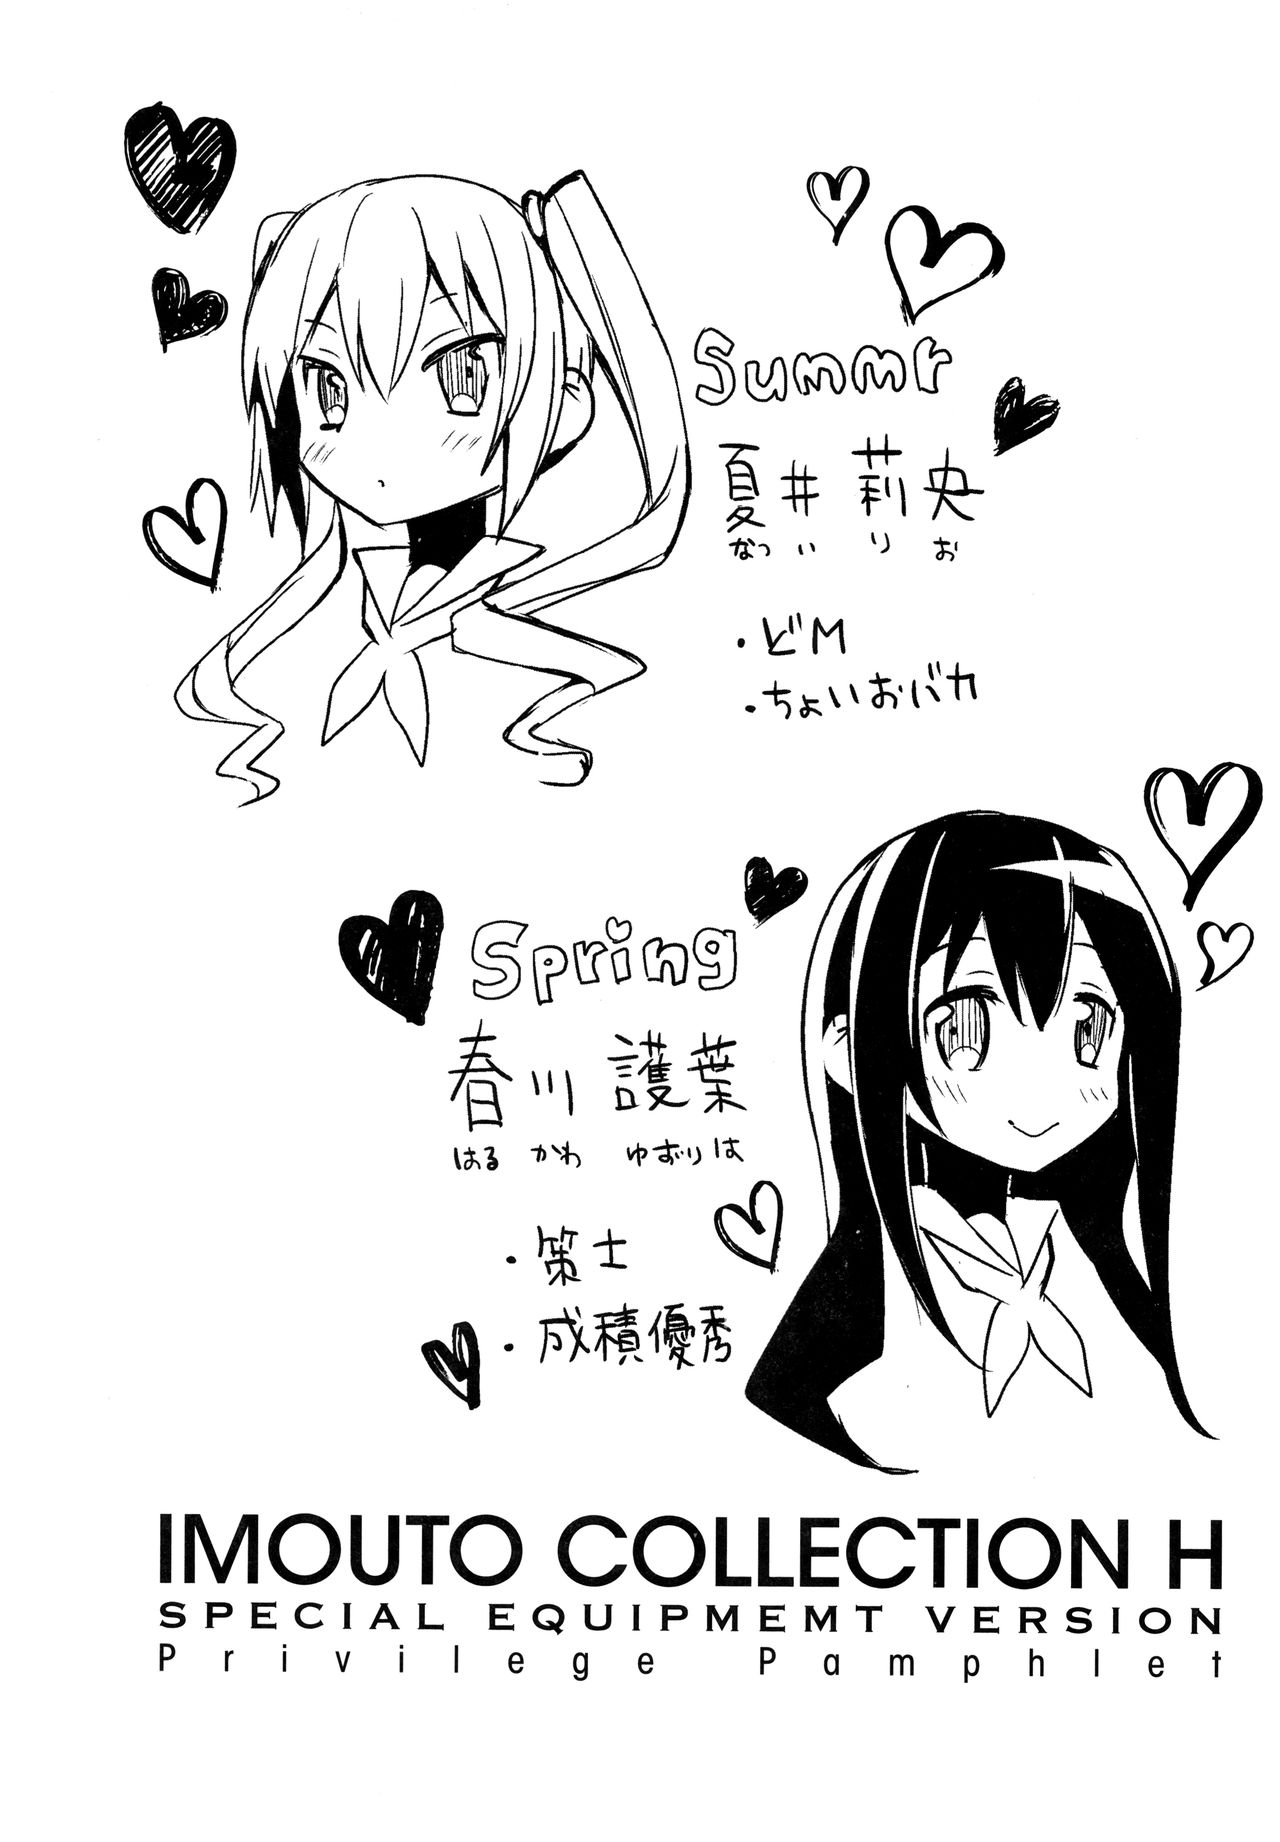 Summr
夏井 莉央
なつ い り お
・どM
・ちょいおバカ
Spring
春川 護葉
はる かわ ゆずりは
・策士
・成積優秀
IMOUTO COLLECTION H
SPECIAL EQUIPMEMT VERSION
Privilege Pamphlet